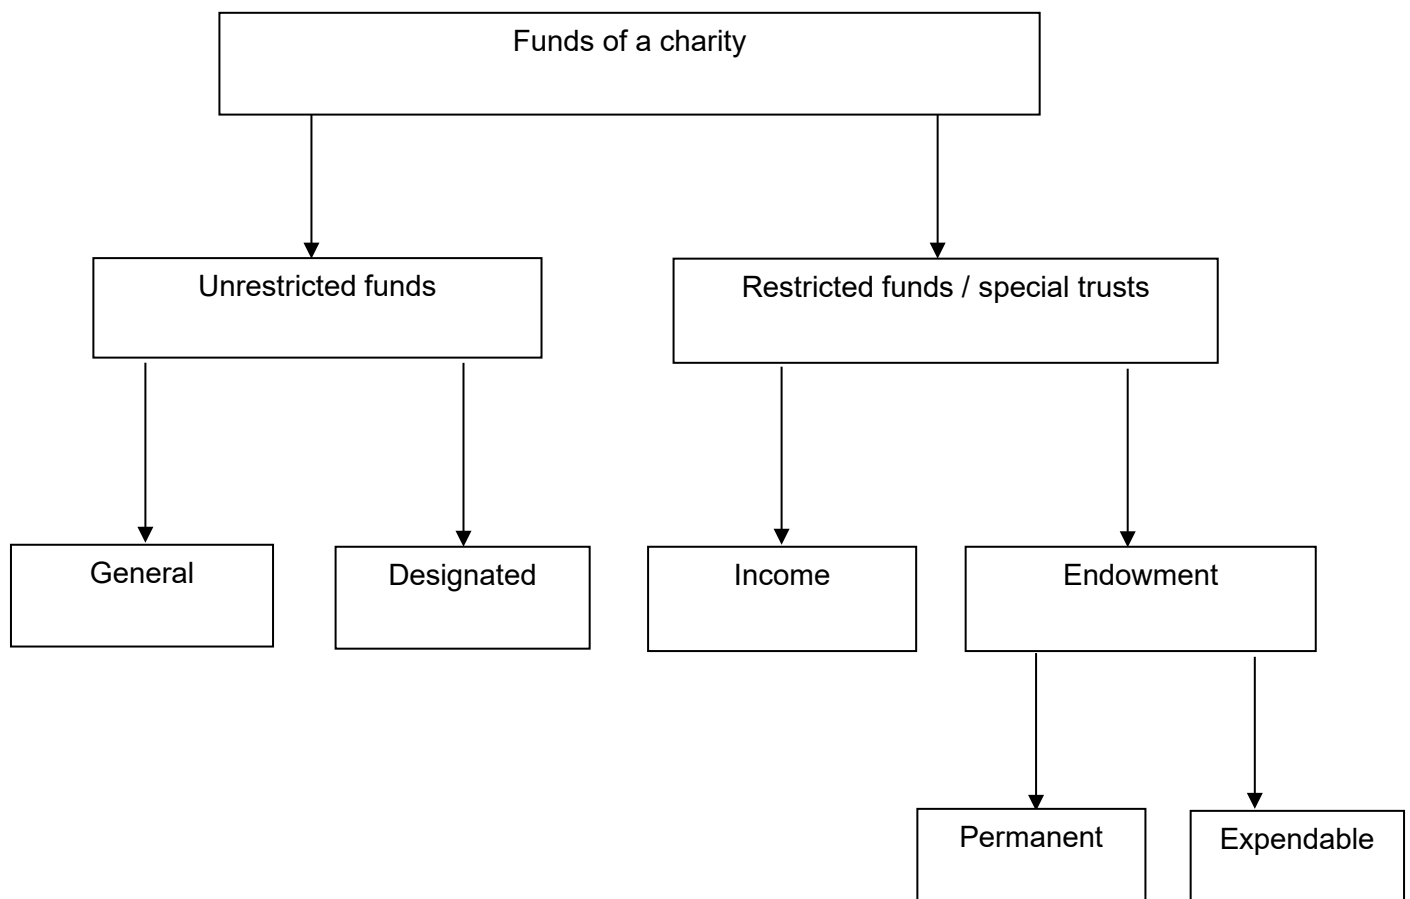 Funds of a charity
Unrestricted funds
Restricted funds / special trusts
General
Designated
Income
Endowment
Permanent
Expendable